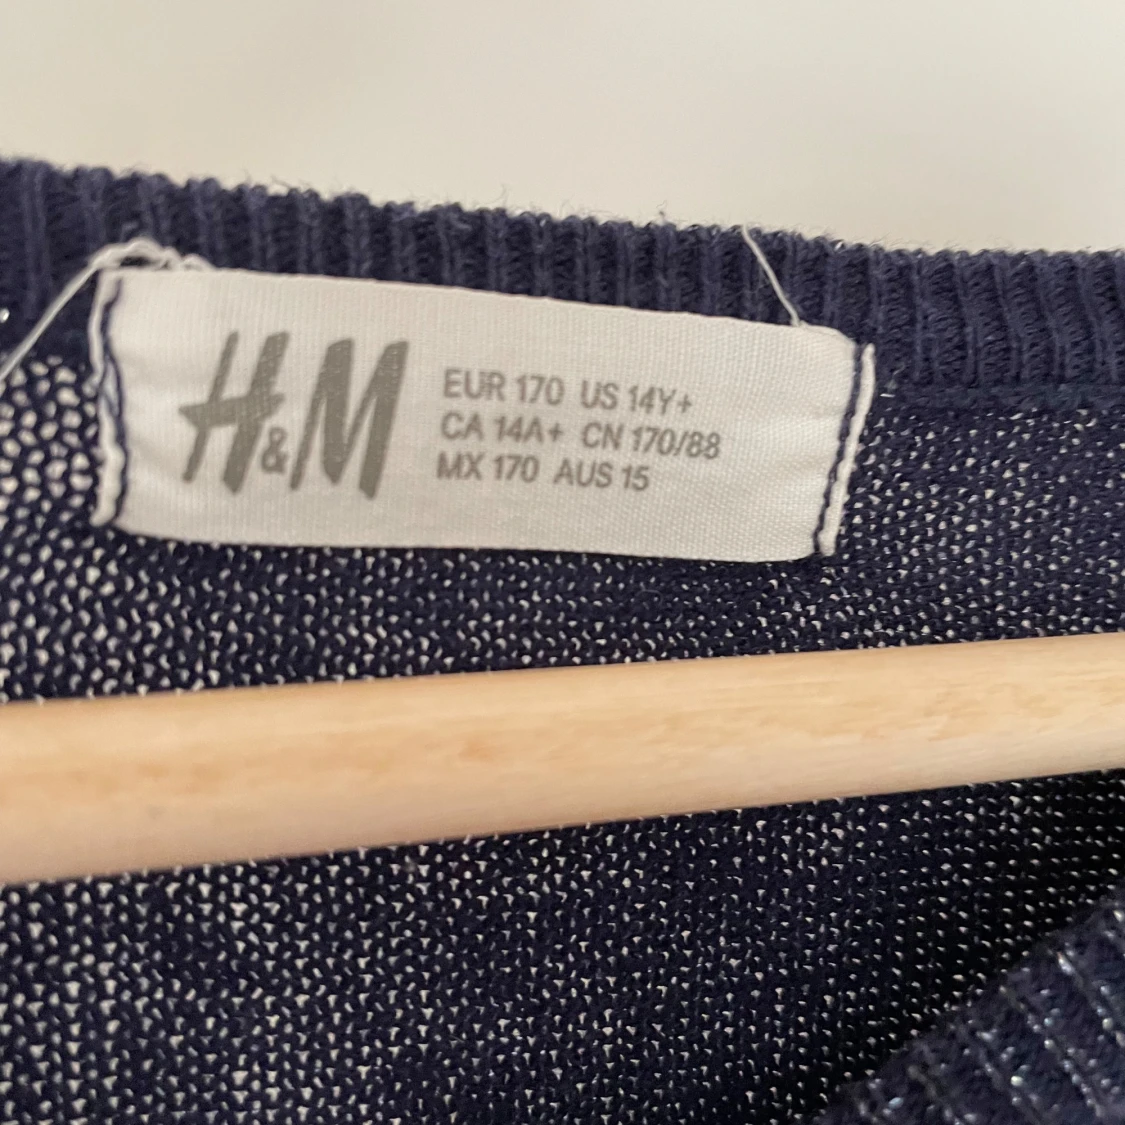 H&M
EUR 170 US 14Y+
CA 14A+ CN 170/88
MX 170 AUS 15